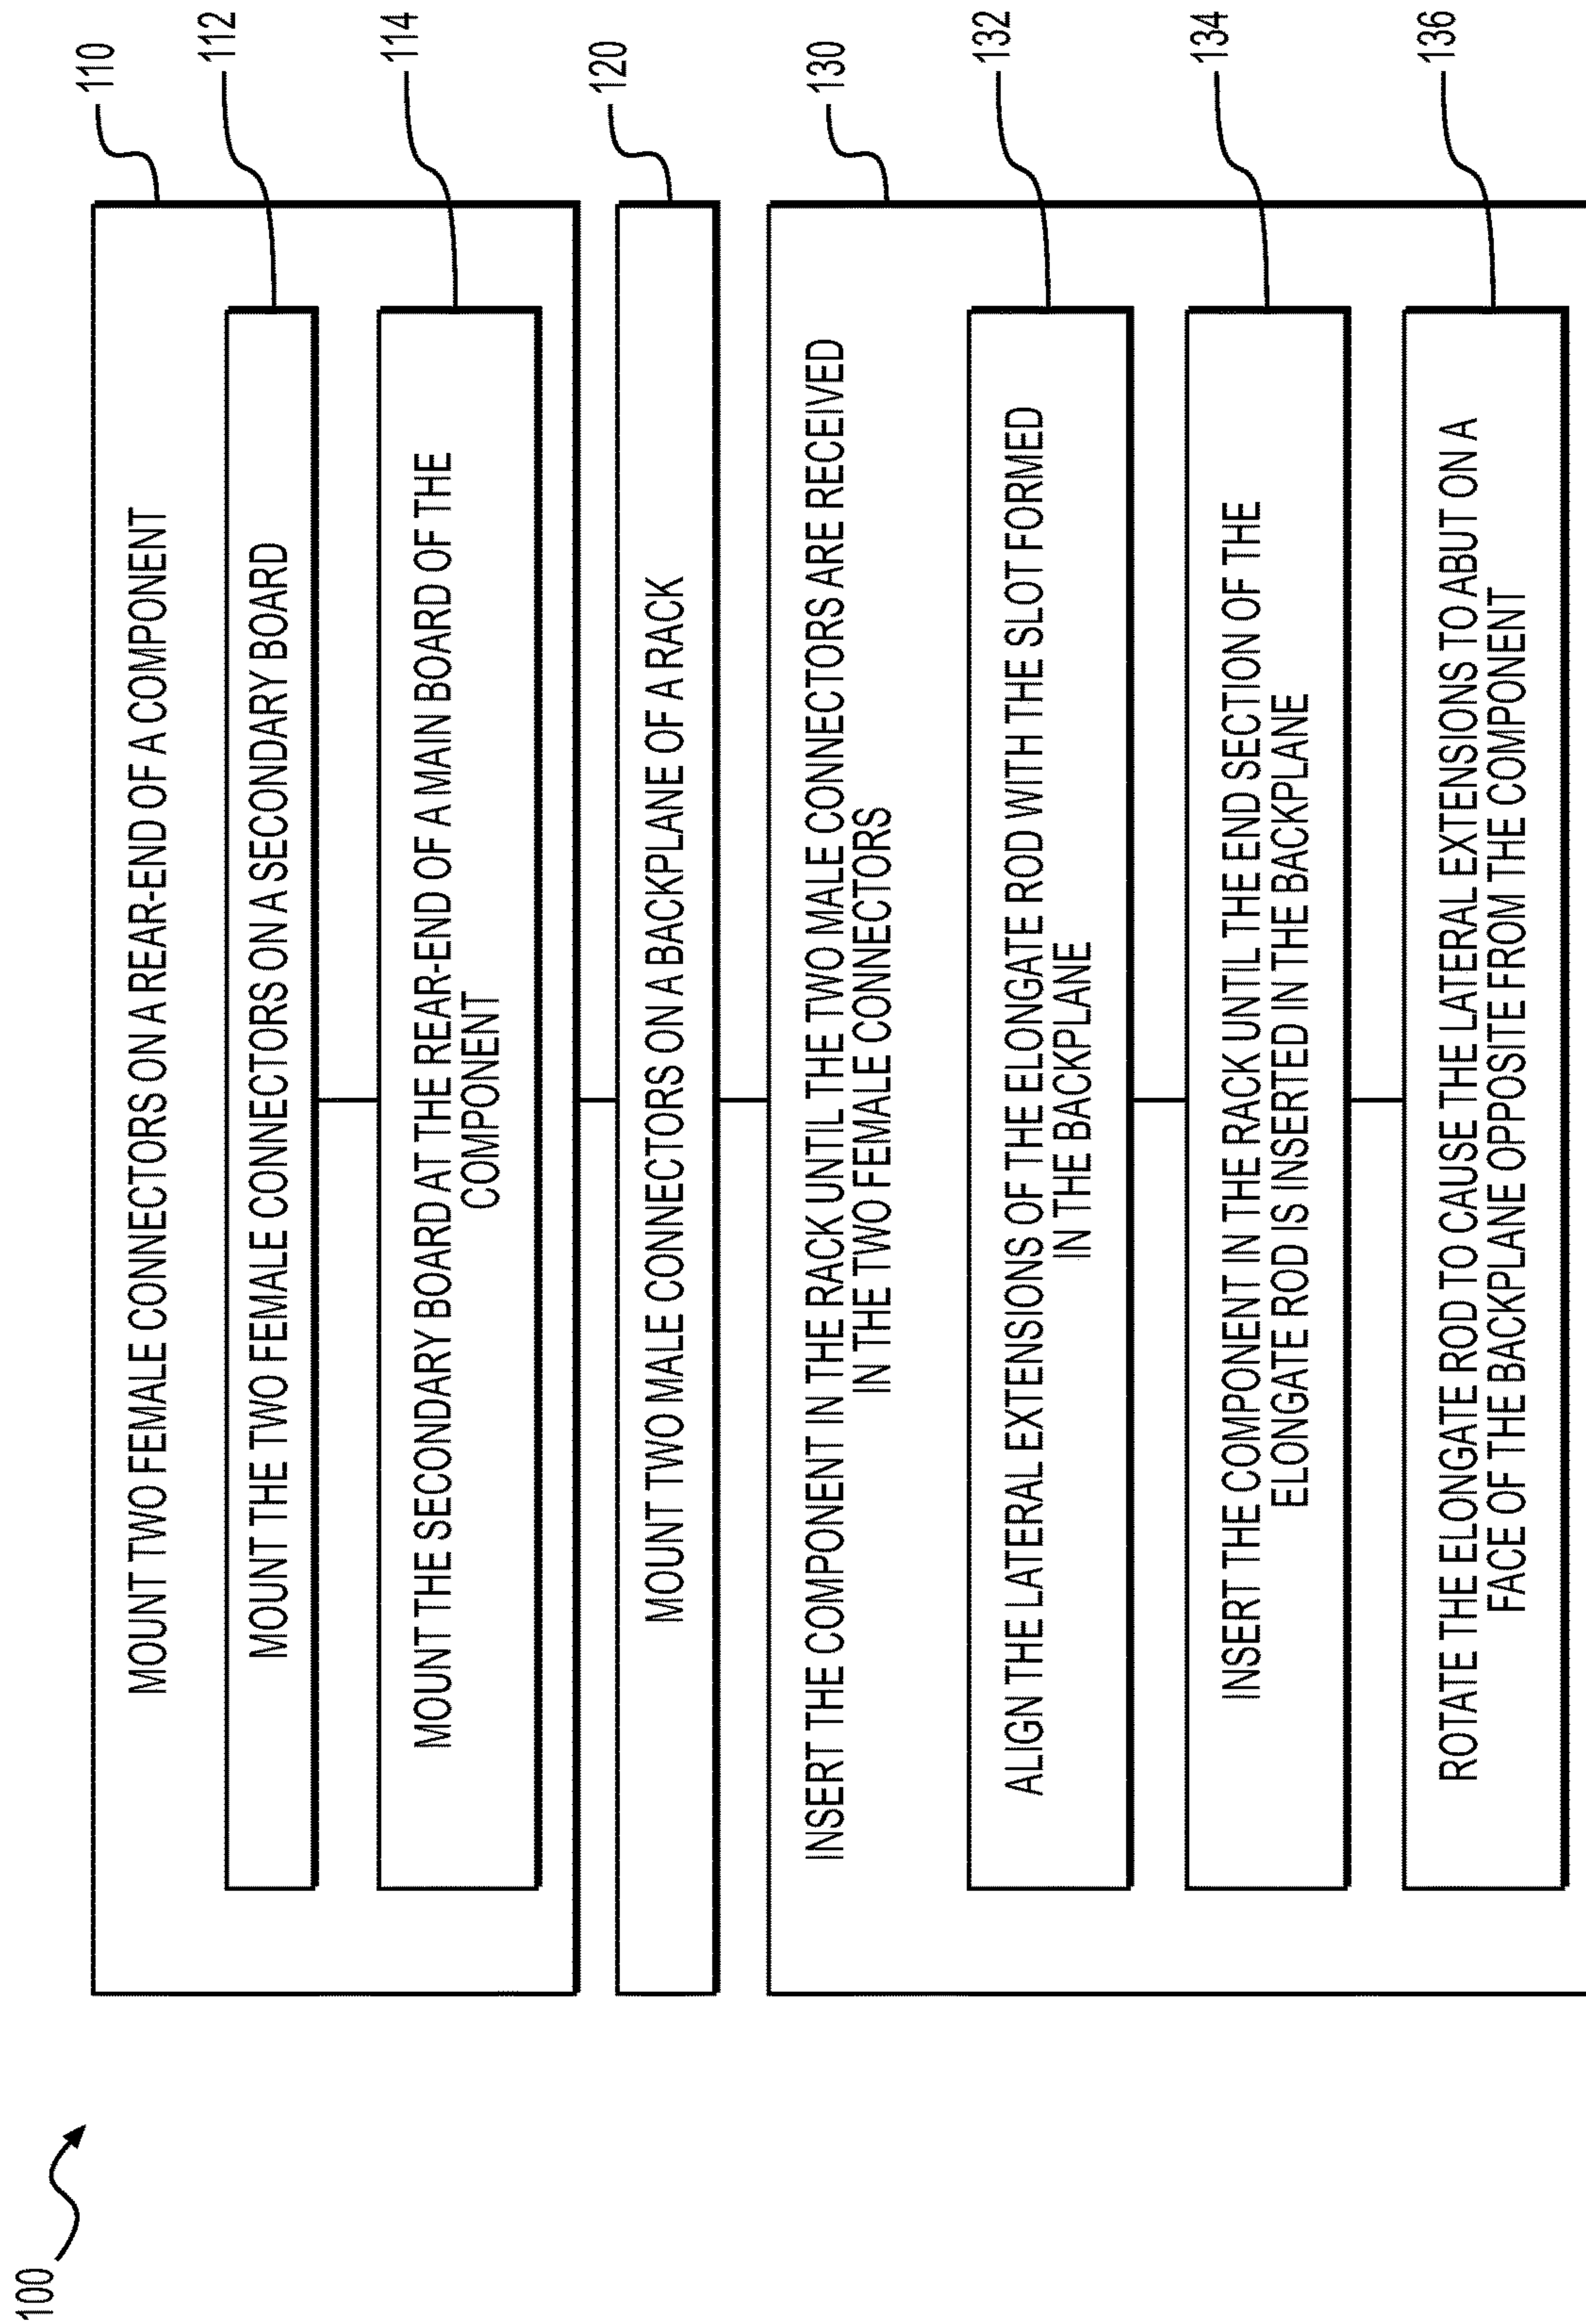 100
110
MOUNT TWO FEMALE CONNECTORS ON A REAR-END OF A COMPONENT
112
MOUNT THE TWO FEMALE CONNECTORS ON A SECONDARY BOARD
114
MOUNT THE SECONDARY BOARD AT THE REAR-END OF A MAIN BOARD OF THE
COMPONENT
120
MOUNT TWO MALE CONNECTORS ON A BACKPLANE OF A RACK
130
INSERT THE COMPONENT IN THE RACK UNTIL THE TWO MALE CONNECTORS ARE RECEIVED
IN THE TWO FEMALE CONNECTORS
132
ALIGN THE LATERAL EXTENSIONS OF THE ELONGATE ROD WITH THE SLOT FORMED
IN THE BACKPLANE
134
INSERT THE COMPONENT IN THE RACK UNTIL THE END SECTION OF THE
ELONGATE ROD IS INSERTED IN THE BACKPLANE
136
ROTATE THE ELONGATE ROD TO CAUSE THE LATERAL EXTENSIONS TO ABUT ON A
FACE OF THE BACKPLANE OPPOSITE FROM THE COMPONENT